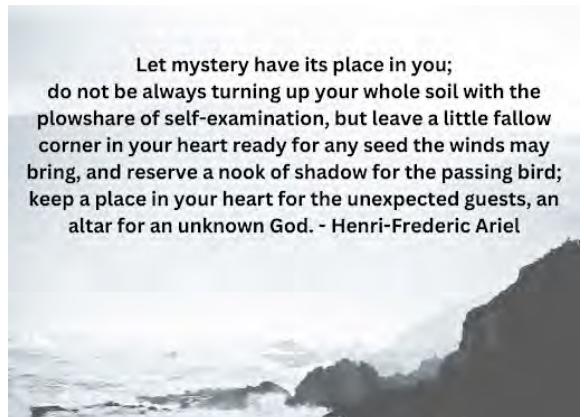 Let mystery have its place in you;
do not be always turning up your whole soil with the
plowshare of self-examination, but leave a little fallow
corner in your heart ready for any seed the winds may
bring, and reserve a nook of shadow for the passing bird;
keep a place in your heart for the unexpected guests, an
altar for an unknown God. - Henri-Frederic Ariel